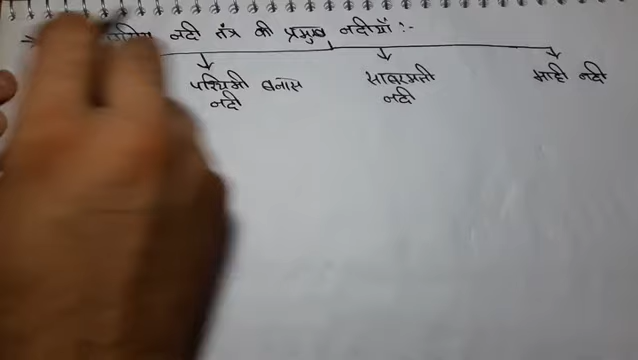 नदी तंत्र की प्रमुख नदीयाँ :-
पश्चिमी बनास नदी
साबरमती नदी
माही नदी